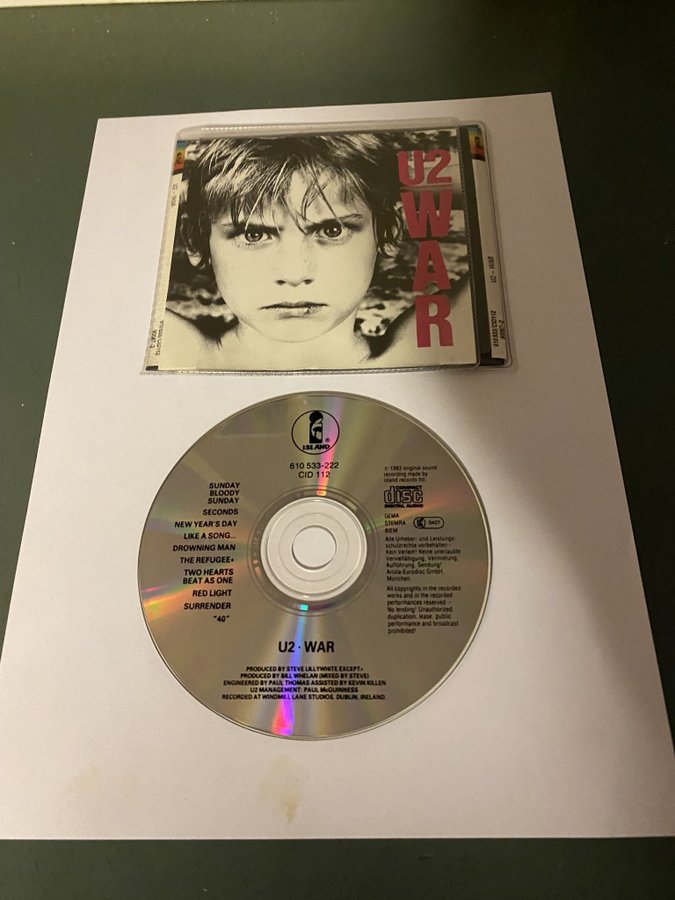 U2
WAR
U2 - WAR
610 533/CID112
ISLAND
®
610 533-222
CID 112
SUNDAY
BLOODY
SUNDAY
SECONDS
NEW YEAR'S DAY
LIKE A SONG...
DROWNING MAN
THE REFUGEE+
TWO HEARTS
BEAT AS ONE
RED LIGHT
SURRENDER
"40"
℗ 1983 original sound
recording made by
island records ltd.
COMPACT
disc
DIGITAL AUDIO
GEMA
STEMRA
BIEM
LC 0407
Alle Urheber- und Leistungs-
schutzrechte vorbehalten -
Kein Verleih! Keine unerlaubte
Vervielfältigung, Vermietung,
Aufführung, Sendung!
Ariola-Eurodisc GmbH,
München
All copyrights in the recorded
works and in the recorded
performances reserved. -
No lending! Unauthorized
duplication, lease, public
performance and broadcast
prohibited!
U2 · WAR
PRODUCED BY STEVE LILLYWHITE EXCEPT+
PRODUCED BY BILL WHELAN (MIXED BY STEVE)
ENGINEERED BY PAUL THOMAS ASSISTED BY KEVIN KILLEN
U2 MANAGEMENT: PAUL McGUINNESS
RECORDED AT WINDMILL LANE STUDIOS, DUBLIN, IRELAND.